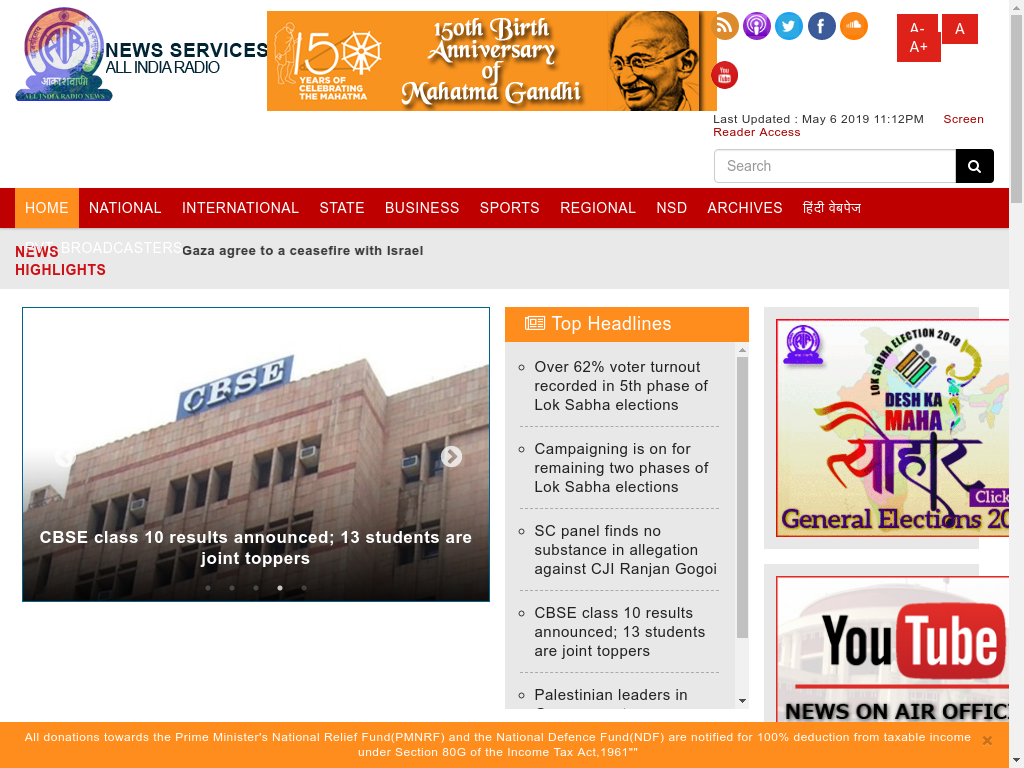 आकाशवाणी
ALL INDIA RADIO NEWS
NEWS SERVICES
ALL INDIA RADIO
150
YEARS OF
CELEBRATING
THE MAHATMA
150th Birth
Anniversary
of
Mahatma Gandhi
You
Tube
A-
A+
A
Last Updated : May 6 2019 11:12PM Screen
Reader Access
Search
HOME NATIONAL INTERNATIONAL STATE BUSINESS SPORTS REGIONAL NSD ARCHIVES हिंदी वेबपेज
BROADCASTERS
NEWS
HIGHLIGHTS
Gaza agree to a ceasefire with Israel
CBSE
CBSE class 10 results announced; 13 students are
joint toppers
Top Headlines
Over 62% voter turnout
recorded in 5th phase of
Lok Sabha elections
Campaigning is on for
remaining two phases of
Lok Sabha elections
SC panel finds no
substance in allegation
against CJI Ranjan Gogoi
CBSE class 10 results
announced; 13 students
are joint toppers
Palestinian leaders in
LOK SABHA ELECTION 2019
DESH KA
MAHA
त्योहार
Click
General Elections 20
YouTube
NEWS ON AIR OFFIC
All donations towards the Prime Minister's National Relief Fund(PMNRF) and the National Defence Fund(NDF) are notified for 100% deduction from taxable income
under Section 80G of the Income Tax Act,1961""